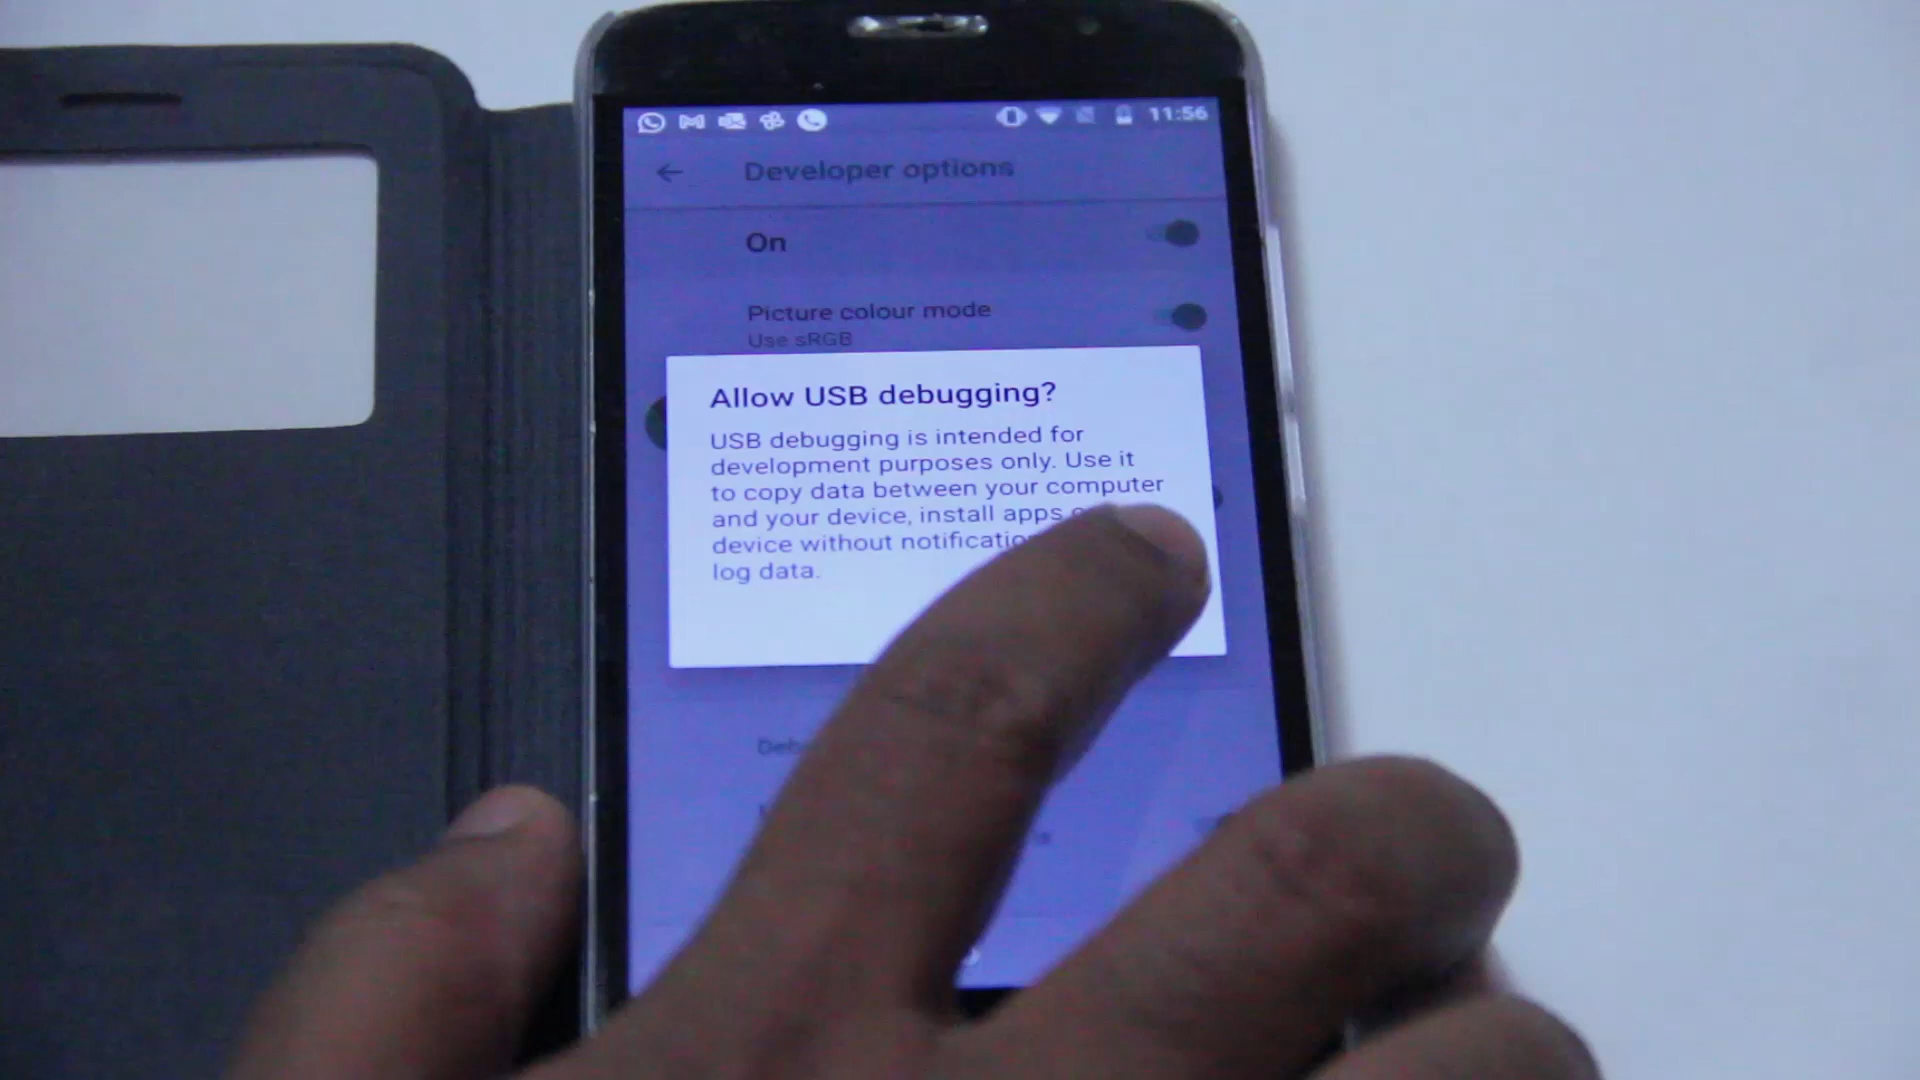 11:56
Developer options
On
Picture colour mode
Use sRGB
Allow USB debugging?
USB debugging is intended for
development purposes only. Use it
to copy data between your computer
and your device, install apps
device without
log data.